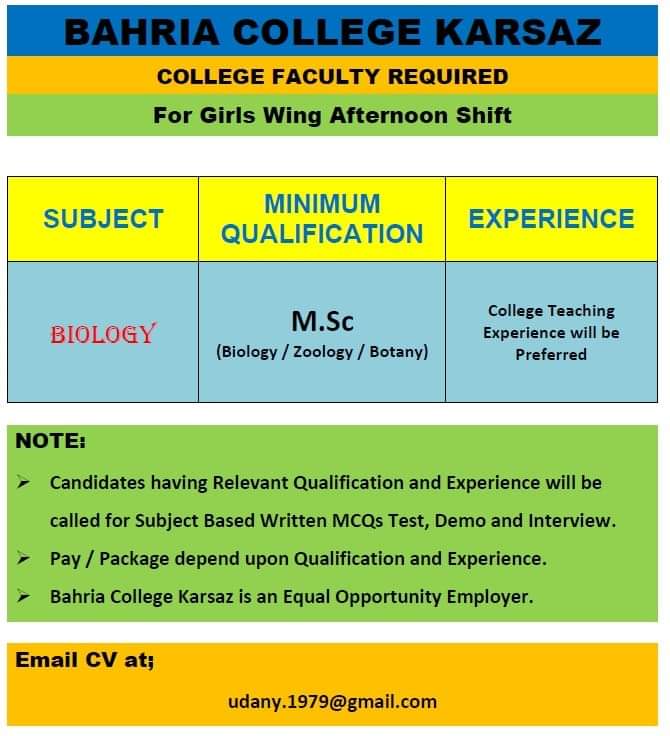 BAHRIA COLLEGE KARSAZ
COLLEGE FACULTY REQUIRED
For Girls Wing Afternoon Shift
SUBJECT
MINIMUM
QUALIFICATION
EXPERIENCE
BIOLOGY
M.Sc
(Biology / Zoology / Botany)
College Teaching
Experience will be
Preferred
NOTE:
➢ Candidates having Relevant Qualification and Experience will be
called for Subject Based Written MCQs Test, Demo and Interview.
➢ Pay / Package depend upon Qualification and Experience.
➢ Bahria College Karsaz is an Equal Opportunity Employer.
Email CV at;
udany.1979@gmail.com